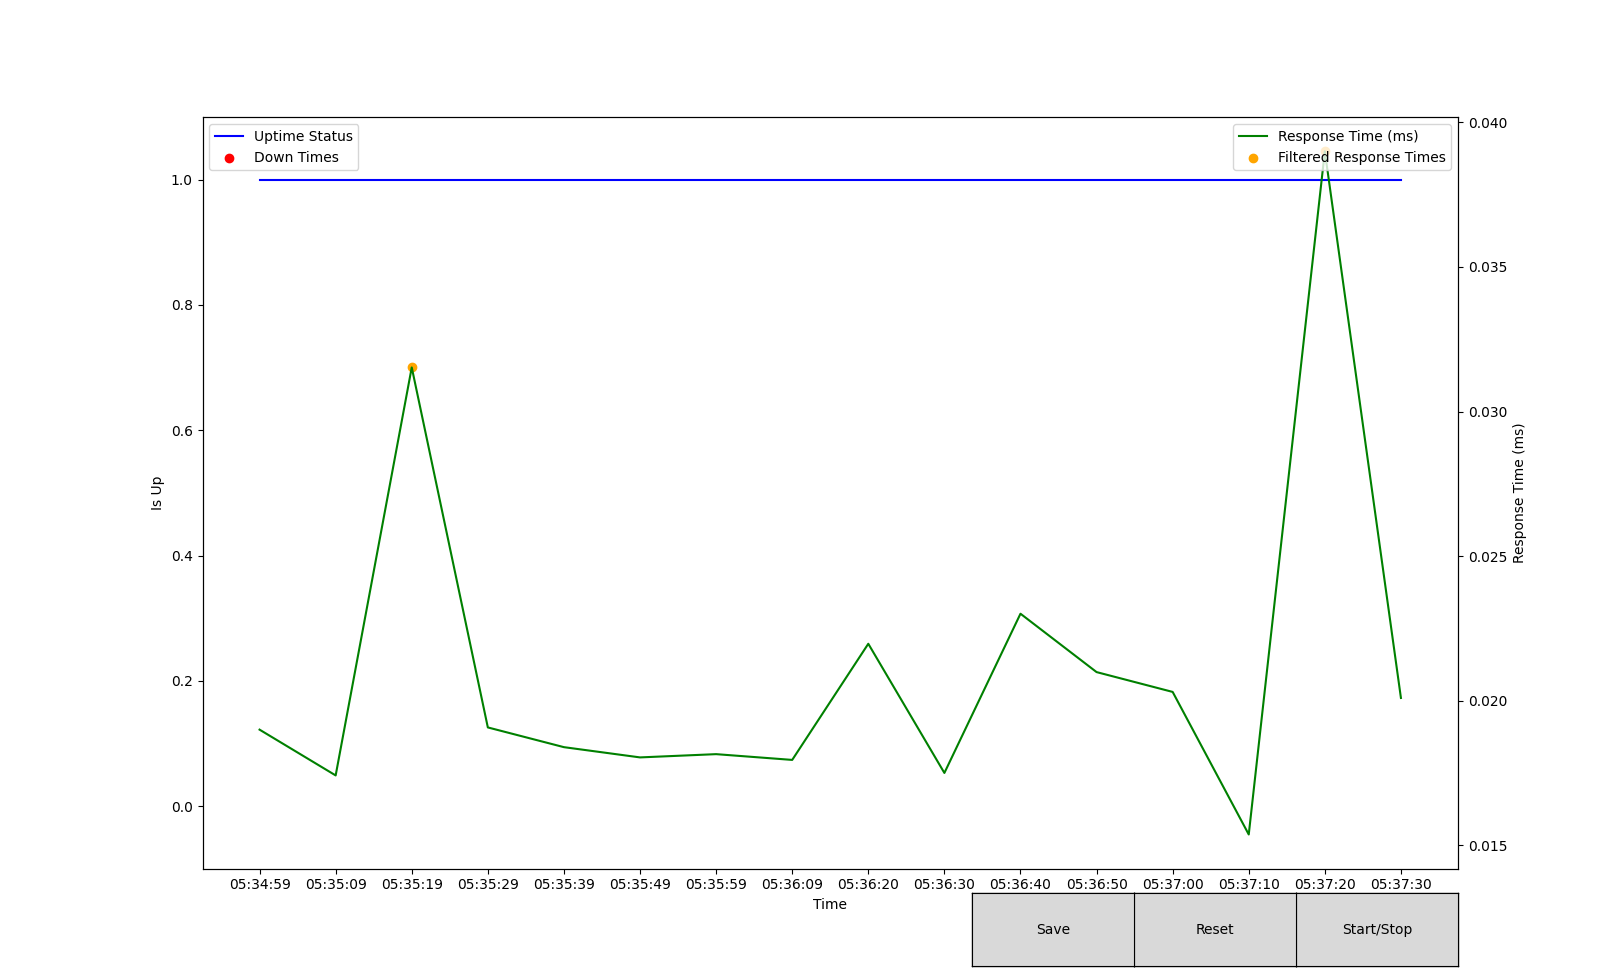 Uptime Status
Down Times
Response Time (ms)
Filtered Response Times
1.0
0.8
0.6
0.4
0.2
0.0
Is Up
0.040
0.035
0.030
0.025
0.020
0.015
Response Time (ms)
05:34:59 05:35:09 05:35:19 05:35:29 05:35:39 05:35:49 05:35:59 05:36:09 05:36:20 05:36:30 05:36:40 05:36:50 05:37:00 05:37:10 05:37:20 05:37:30
Time
Save Reset Start/Stop